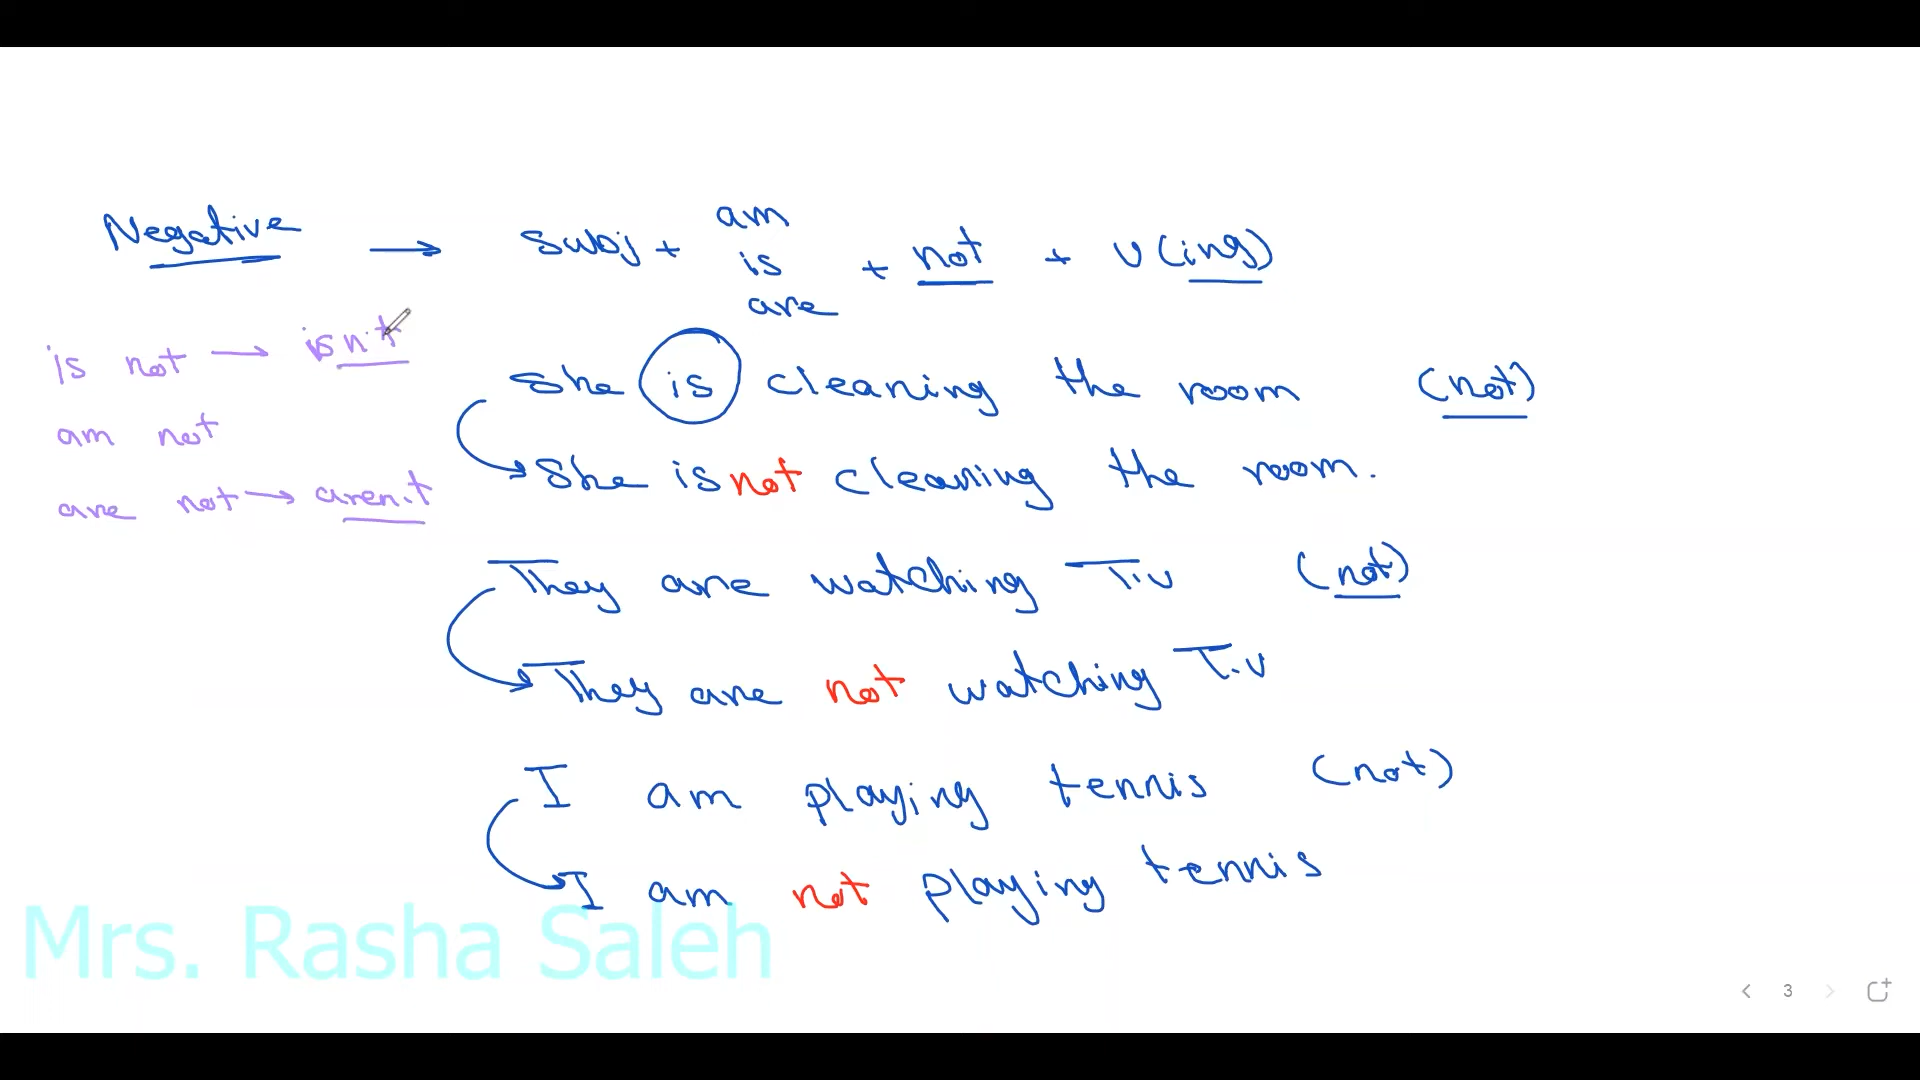 Negative → Subj + am is are + not + v (ing)
is not → isn't
am not
are not → aren't
She is cleaning the room (not)
She is not cleaning the room.
They are watching T.V (not)
They are not watching T.V
I am playing tennis (not)
I am not playing tennis
Mrs. Rasha Saleh
3